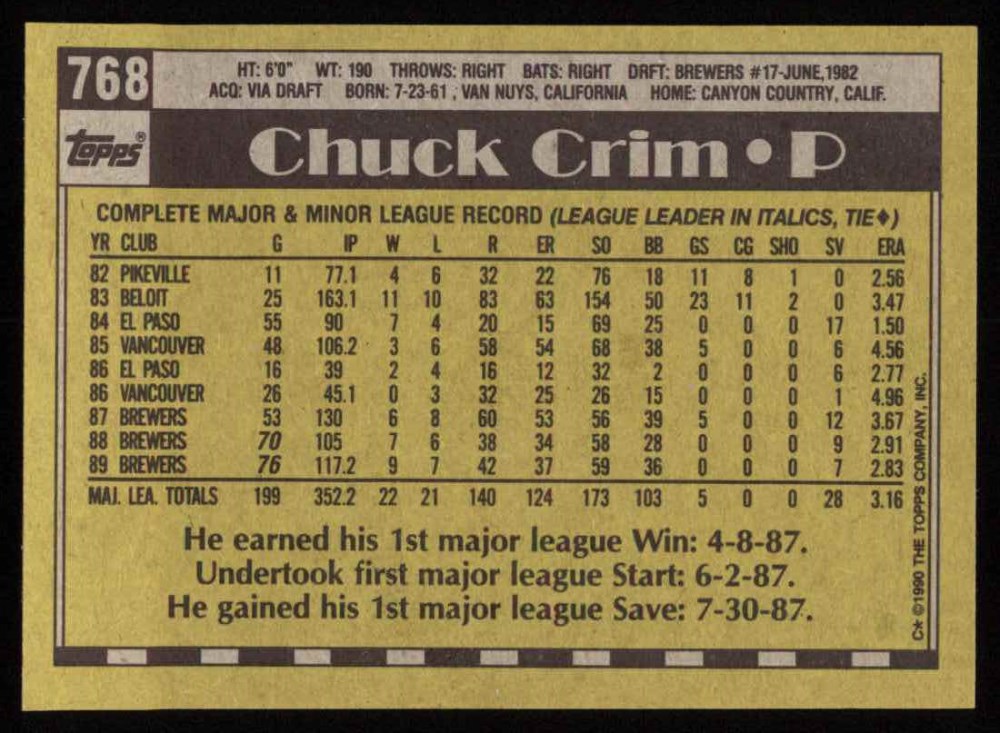 768
HT: 6'0" WT: 190 THROWS: RIGHT BATS: RIGHT DRFT: BREWERS #17-JUNE,1982
ACQ: VIA DRAFT BORN: 7-23-61 , VAN NUYS, CALIFORNIA HOME: CANYON COUNTRY, CALIF.
topps®
Chuck Crim • P
COMPLETE MAJOR & MINOR LEAGUE RECORD (LEAGUE LEADER IN ITALICS, TIE♦)
YR CLUB G IP W L R ER SO BB GS CG SHO SV ERA
82 PIKEVILLE 11 77.1 4 6 32 22 76 18 11 8 1 0 2.56
83 BELOIT 25 163.1 11 10 83 63 154 50 23 11 2 0 3.47
84 EL PASO 55 90 7 4 20 15 69 25 0 0 0 17 1.50
85 VANCOUVER 48 106.2 3 6 58 54 68 38 5 0 0 6 4.56
86 EL PASO 16 39 2 4 16 12 32 2 0 0 0 6 2.77
86 VANCOUVER 26 45.1 0 3 32 25 26 15 0 0 0 1 4.96
87 BREWERS 53 130 6 8 60 53 56 39 5 0 0 12 3.67
88 BREWERS 70 105 7 6 38 34 58 28 0 0 0 9 2.91
89 BREWERS 76 117.2 9 7 42 37 59 36 0 0 0 7 2.83
MAJ. LEA. TOTALS 199 352.2 22 21 140 124 173 103 5 0 0 28 3.16
He earned his 1st major league Win: 4-8-87.
Undertook first major league Start: 6-2-87.
He gained his 1st major league Save: 7-30-87.
C* ©1990 THE TOPPS COMPANY, INC.